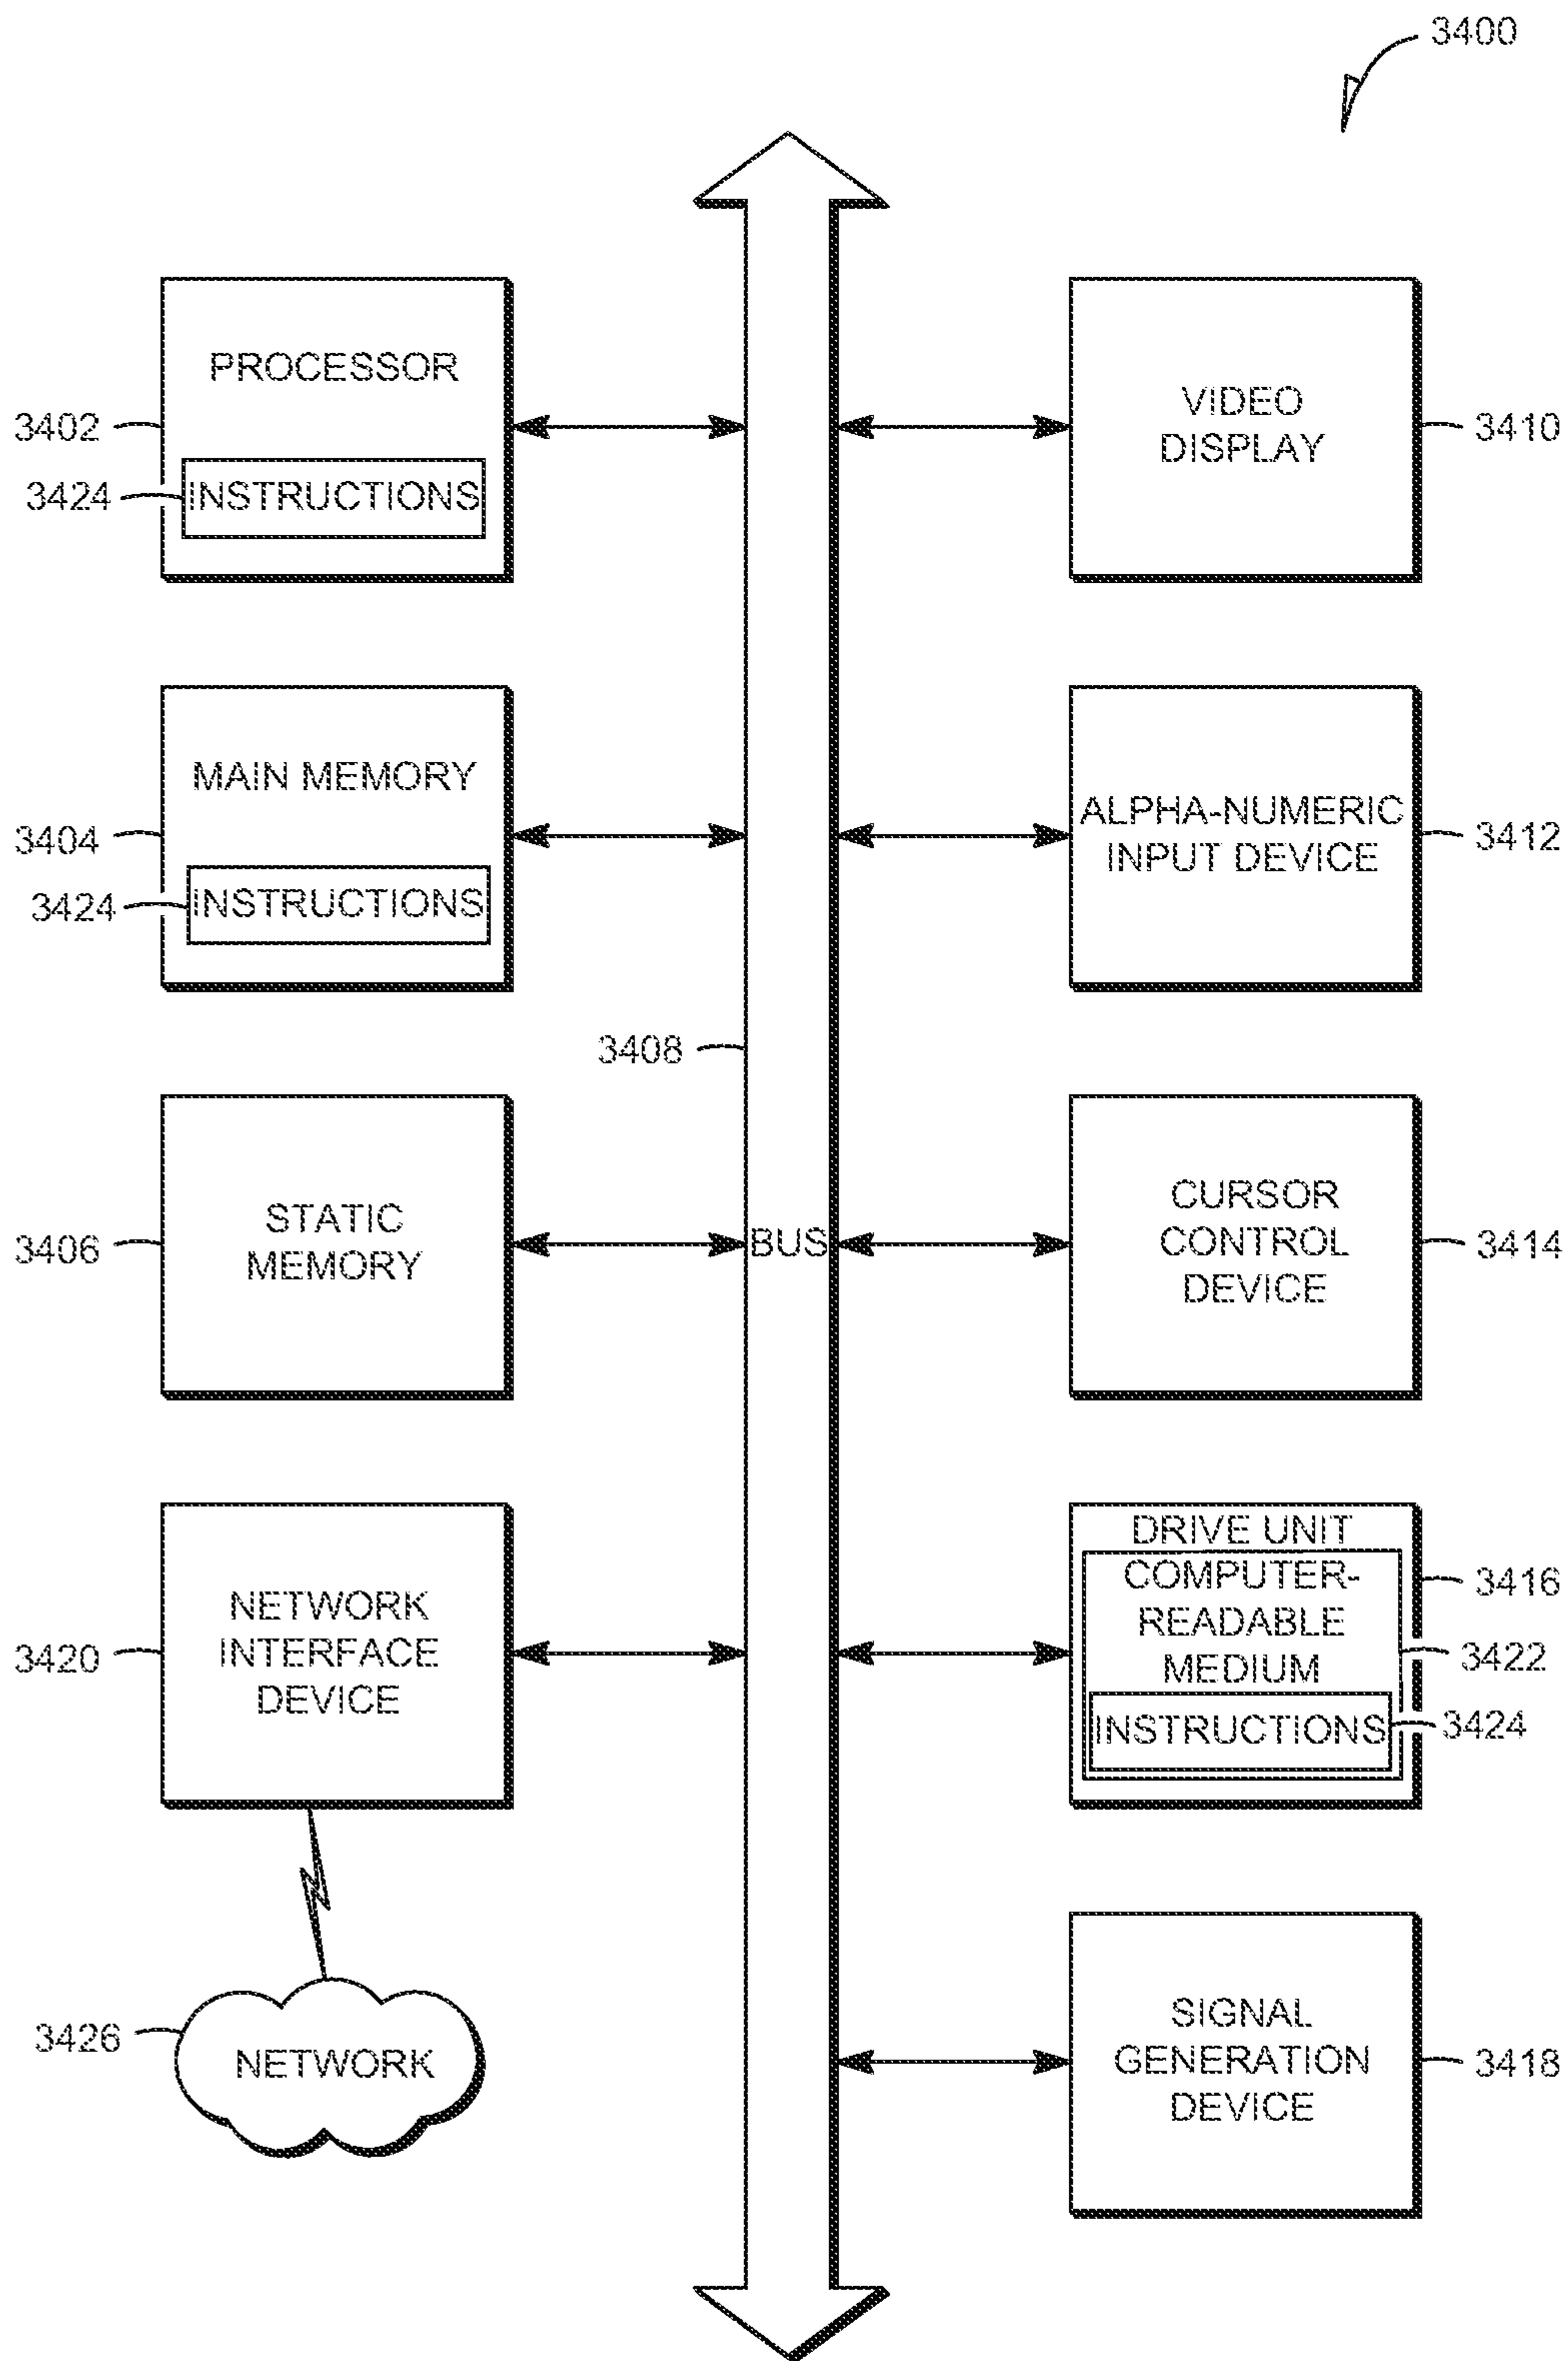 3400
PROCESSOR
3402
3424
INSTRUCTIONS
VIDEO
DISPLAY
3410
MAIN MEMORY
3404
3424
INSTRUCTIONS
ALPHA-NUMERIC
INPUT DEVICE
3412
3408
STATIC
MEMORY
3406
BUS
CURSOR
CONTROL
DEVICE
3414
NETWORK
INTERFACE
DEVICE
3420
DRIVE UNIT
3416
COMPUTER-
READABLE
MEDIUM
3422
INSTRUCTIONS
3424
3426
NETWORK
SIGNAL
GENERATION
DEVICE
3418